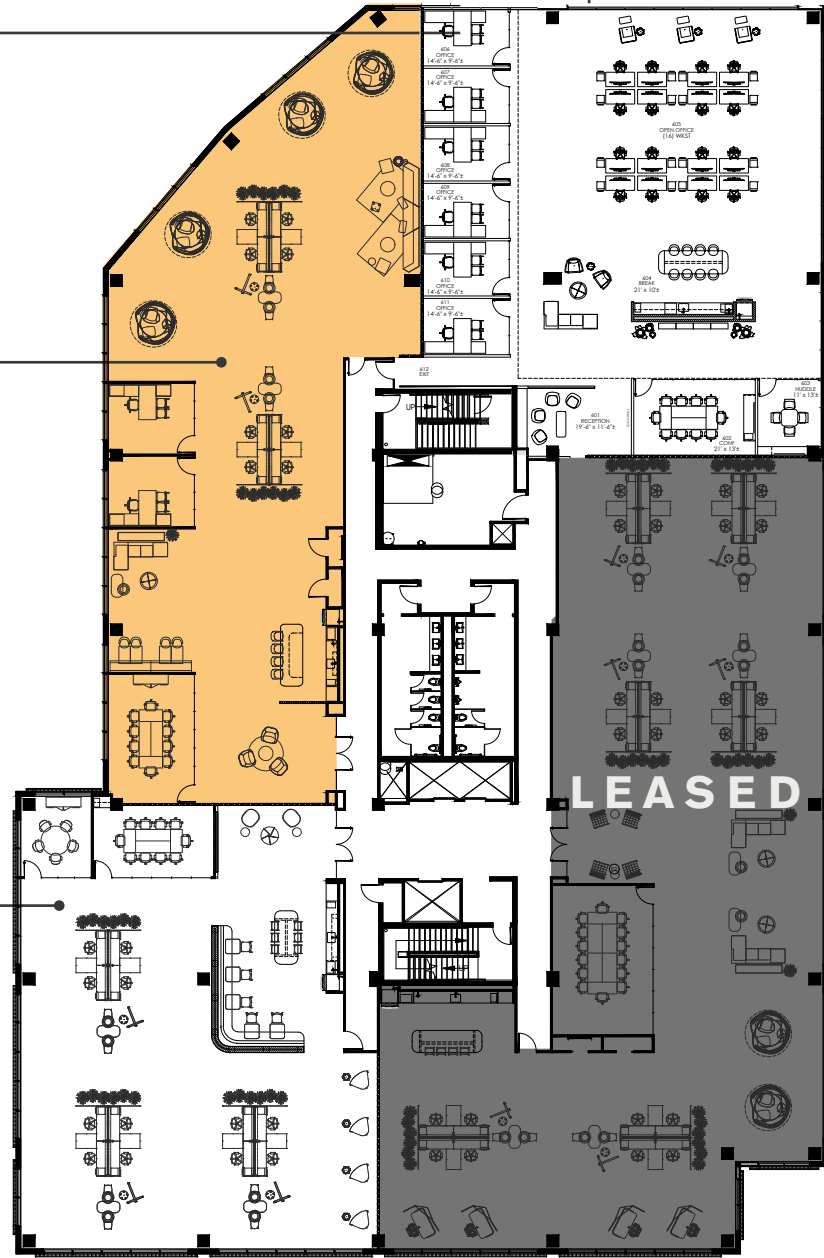 606
OFFICE
14'-6" x 9'-6"±
607
OFFICE
14'-6" x 9'-6"±
608
OFFICE
14'-6" x 9'-6"±
609
OFFICE
14'-6" x 9'-6"±
610
OFFICE
14'-6" x 9'-6"±
611
OFFICE
14'-6" x 9'-6"±
605
OPEN OFFICE
(16) WKST
604
BREAK
21' x 10'±
612
EXIT
603
HUDDLE
11' x 13'±
UP
601
RECEPTION
19'-6" x 11'-6"±
602
CONF
21' x 13'±
LEASED
UP